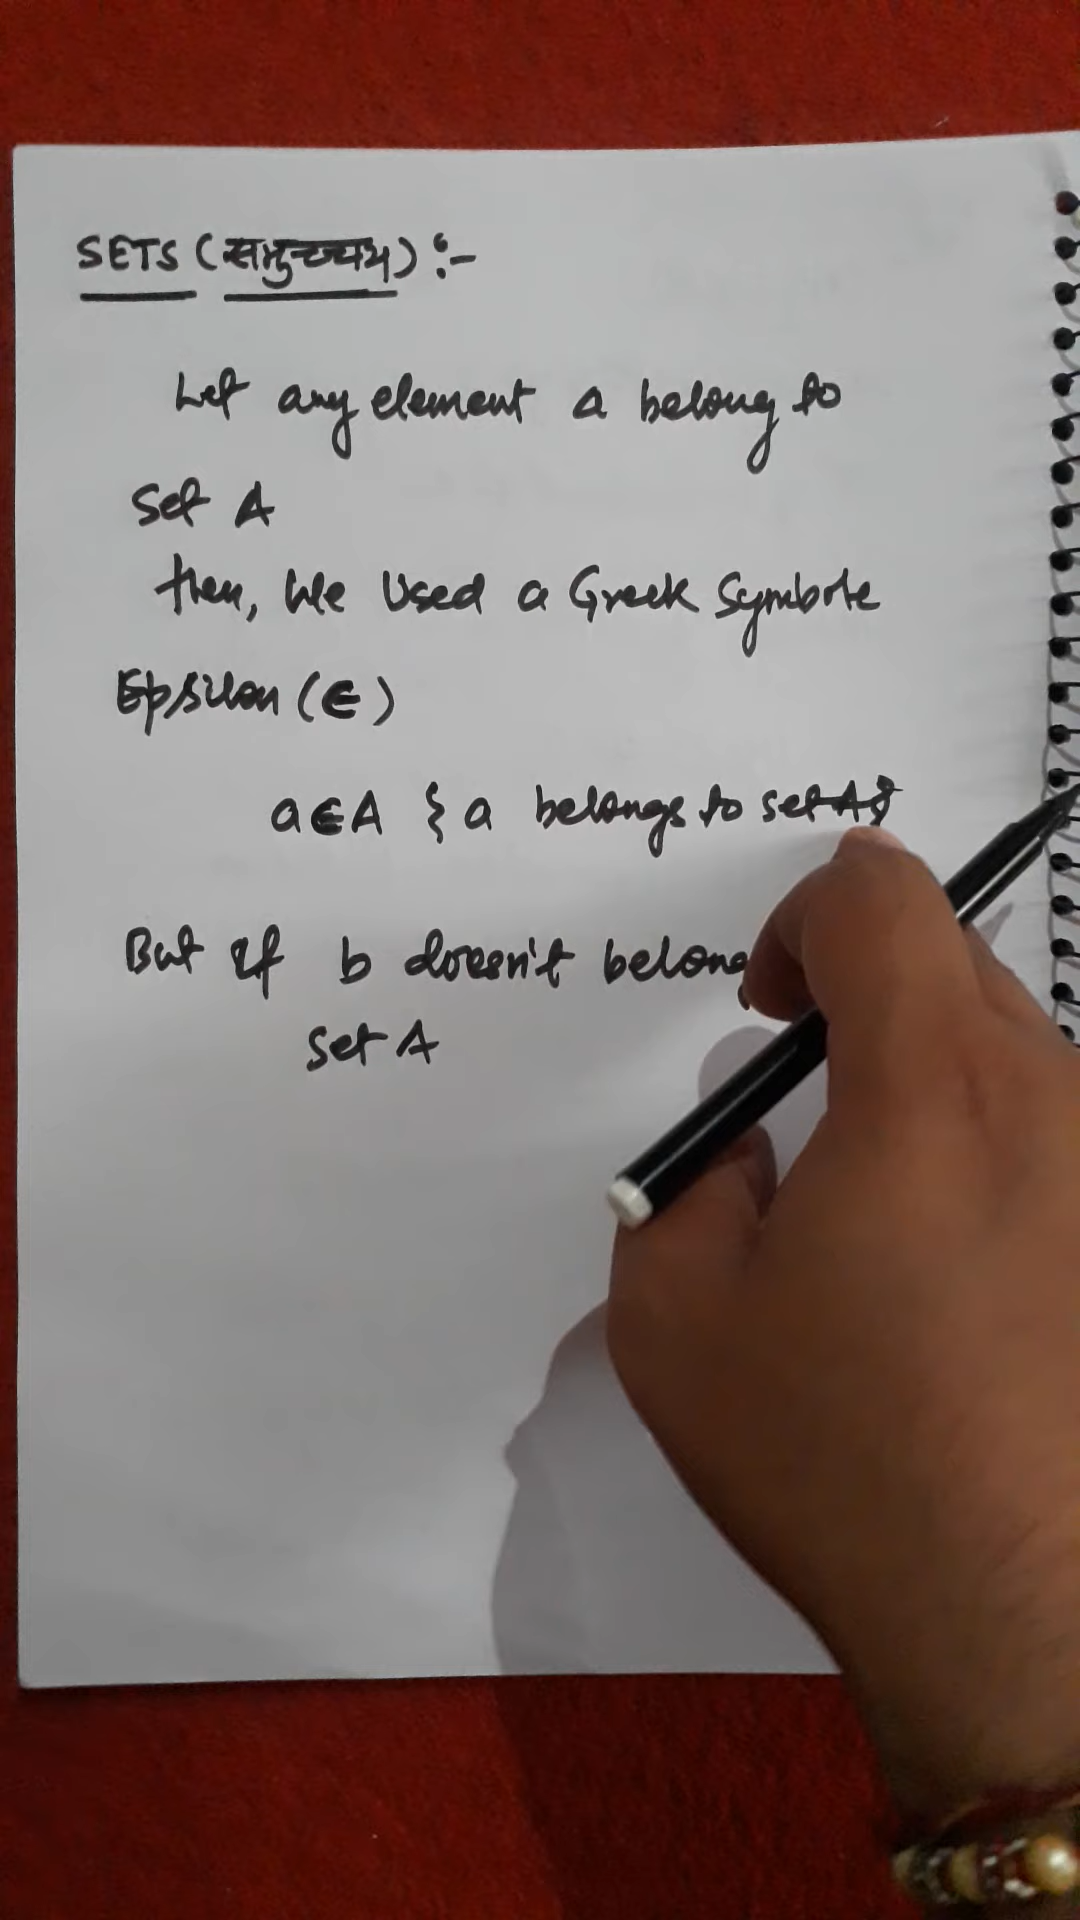 SETS (समुच्चय) :-
Let any element a belong to
Set A
then, We Used a Greek Symbole
Epsilon (∈)
a∈A { a belongs to set A}
But if b doesn't belong
set A